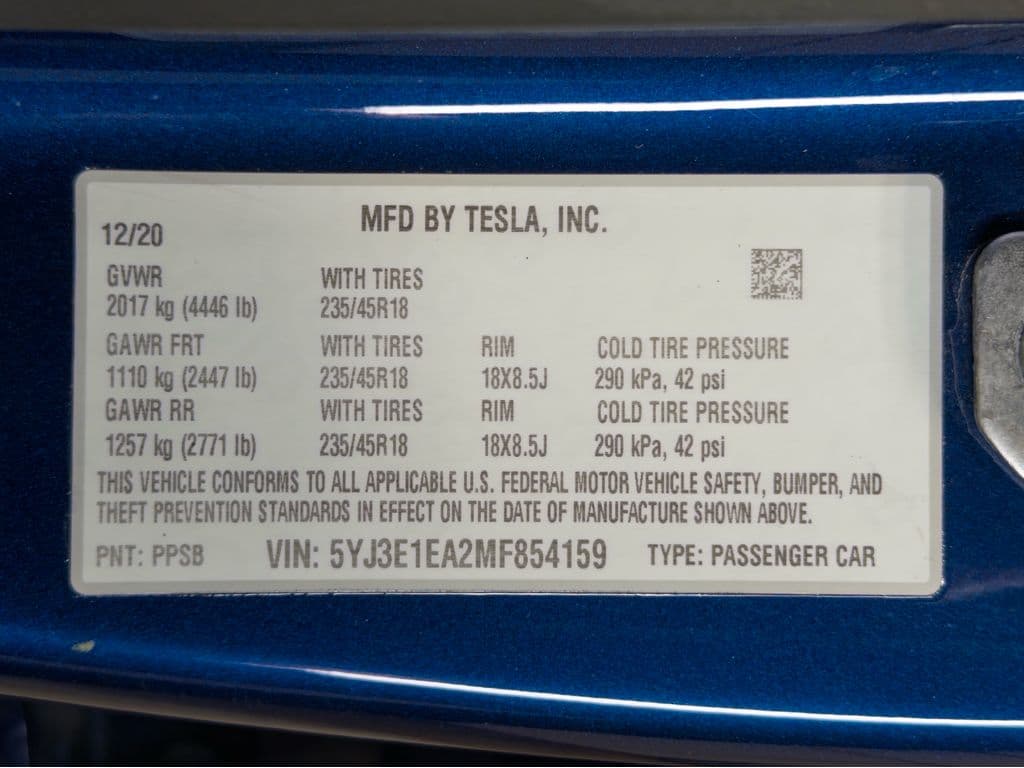 MFD BY TESLA, INC.
12/20
GVWR WITH TIRES
2017 kg (4446 lb) 235/45R18
GAWR FRT WITH TIRES RIM COLD TIRE PRESSURE
1110 kg (2447 lb) 235/45R18 18X8.5J 290 kPa, 42 psi
GAWR RR WITH TIRES RIM COLD TIRE PRESSURE
1257 kg (2771 lb) 235/45R18 18X8.5J 290 kPa, 42 psi
THIS VEHICLE CONFORMS TO ALL APPLICABLE U.S. FEDERAL MOTOR VEHICLE SAFETY, BUMPER, AND
THEFT PREVENTION STANDARDS IN EFFECT ON THE DATE OF MANUFACTURE SHOWN ABOVE.
PNT: PPSB VIN: 5YJ3E1EA2MF854159 TYPE: PASSENGER CAR